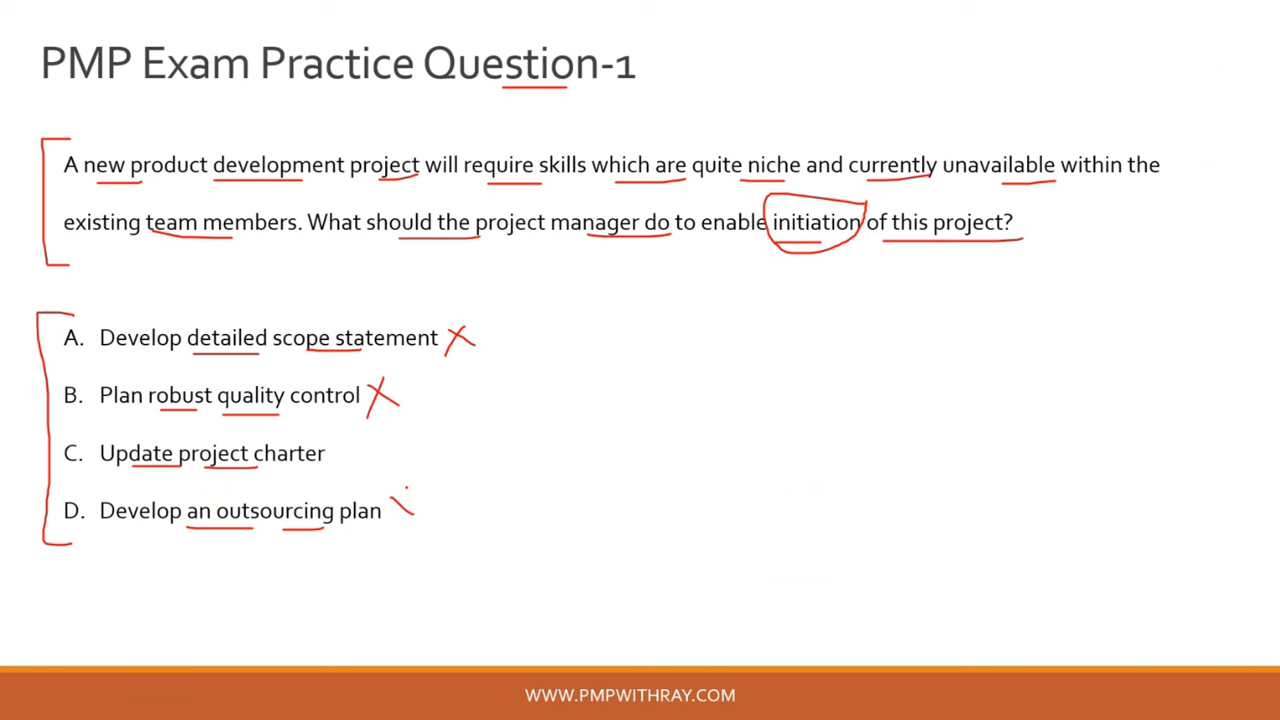 PMP Exam Practice Question-1
A new product development project will require skills which are quite niche and currently unavailable within the
existing team members. What should the project manager do to enable initiation of this project?
A. Develop detailed scope statement
B. Plan robust quality control
C. Update project charter
D. Develop an outsourcing plan
WWW.PMPWITHRAY.COM